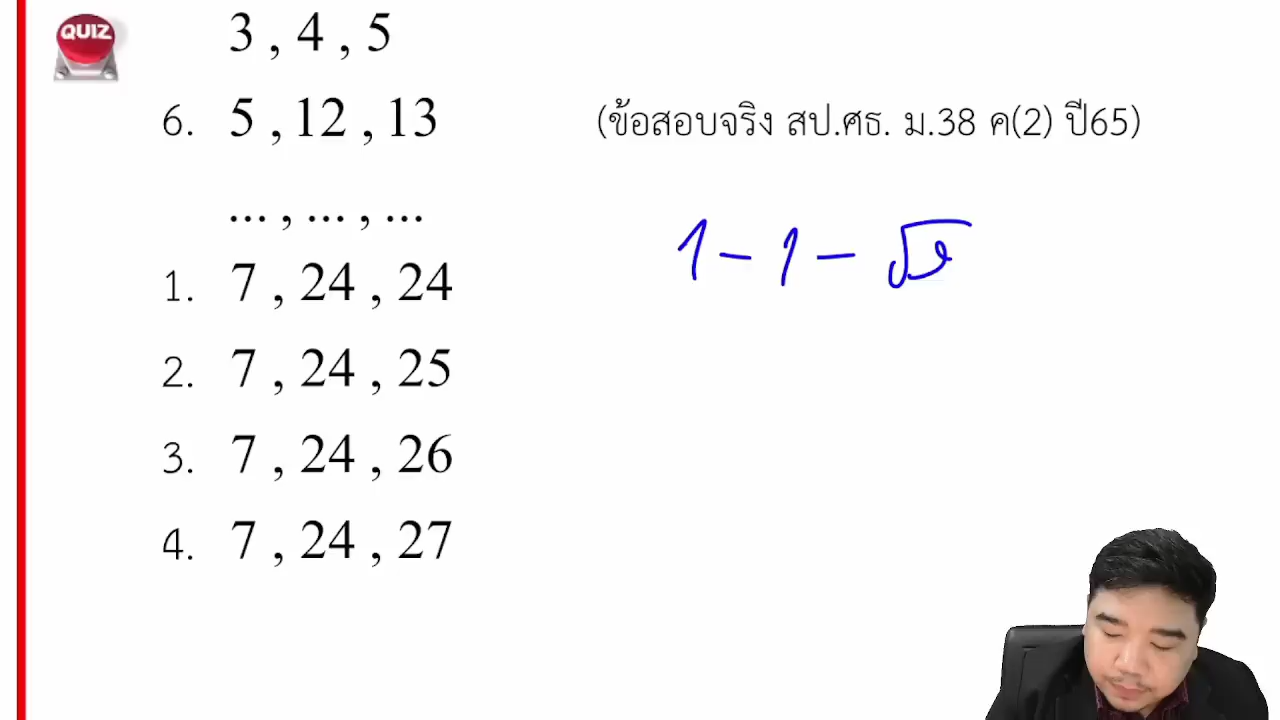 QUIZ
3 , 4 , 5
6. 5 , 12 , 13 (ข้อสอบจริง สป.ศธ. ม.38 ค(2) ปี65)
... , ... , ...
1 - 1 - √
1. 7 , 24 , 24
2. 7 , 24 , 25
3. 7 , 24 , 26
4. 7 , 24 , 27